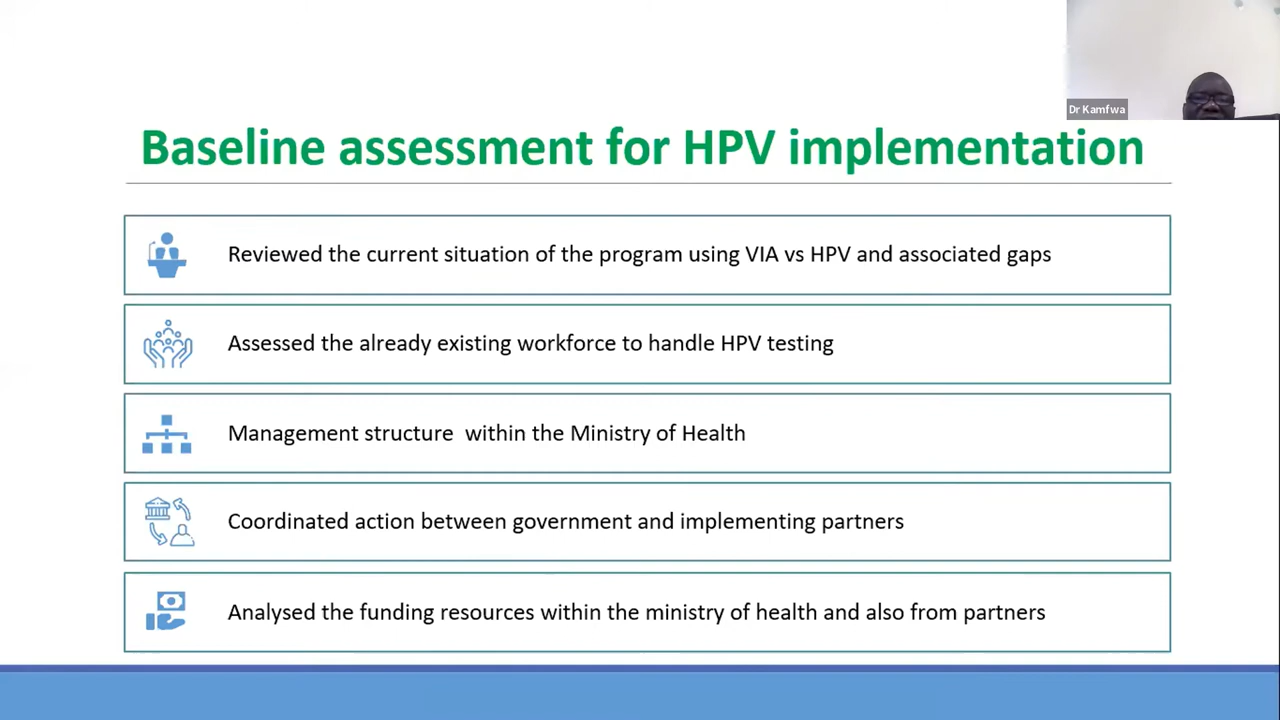 Dr Kamfwa
Baseline assessment for HPV implementation
Reviewed the current situation of the program using VIA vs HPV and associated gaps
Assessed the already existing workforce to handle HPV testing
Management structure  within the Ministry of Health
Coordinated action between government and implementing partners
Analysed the funding resources within the ministry of health and also from partners